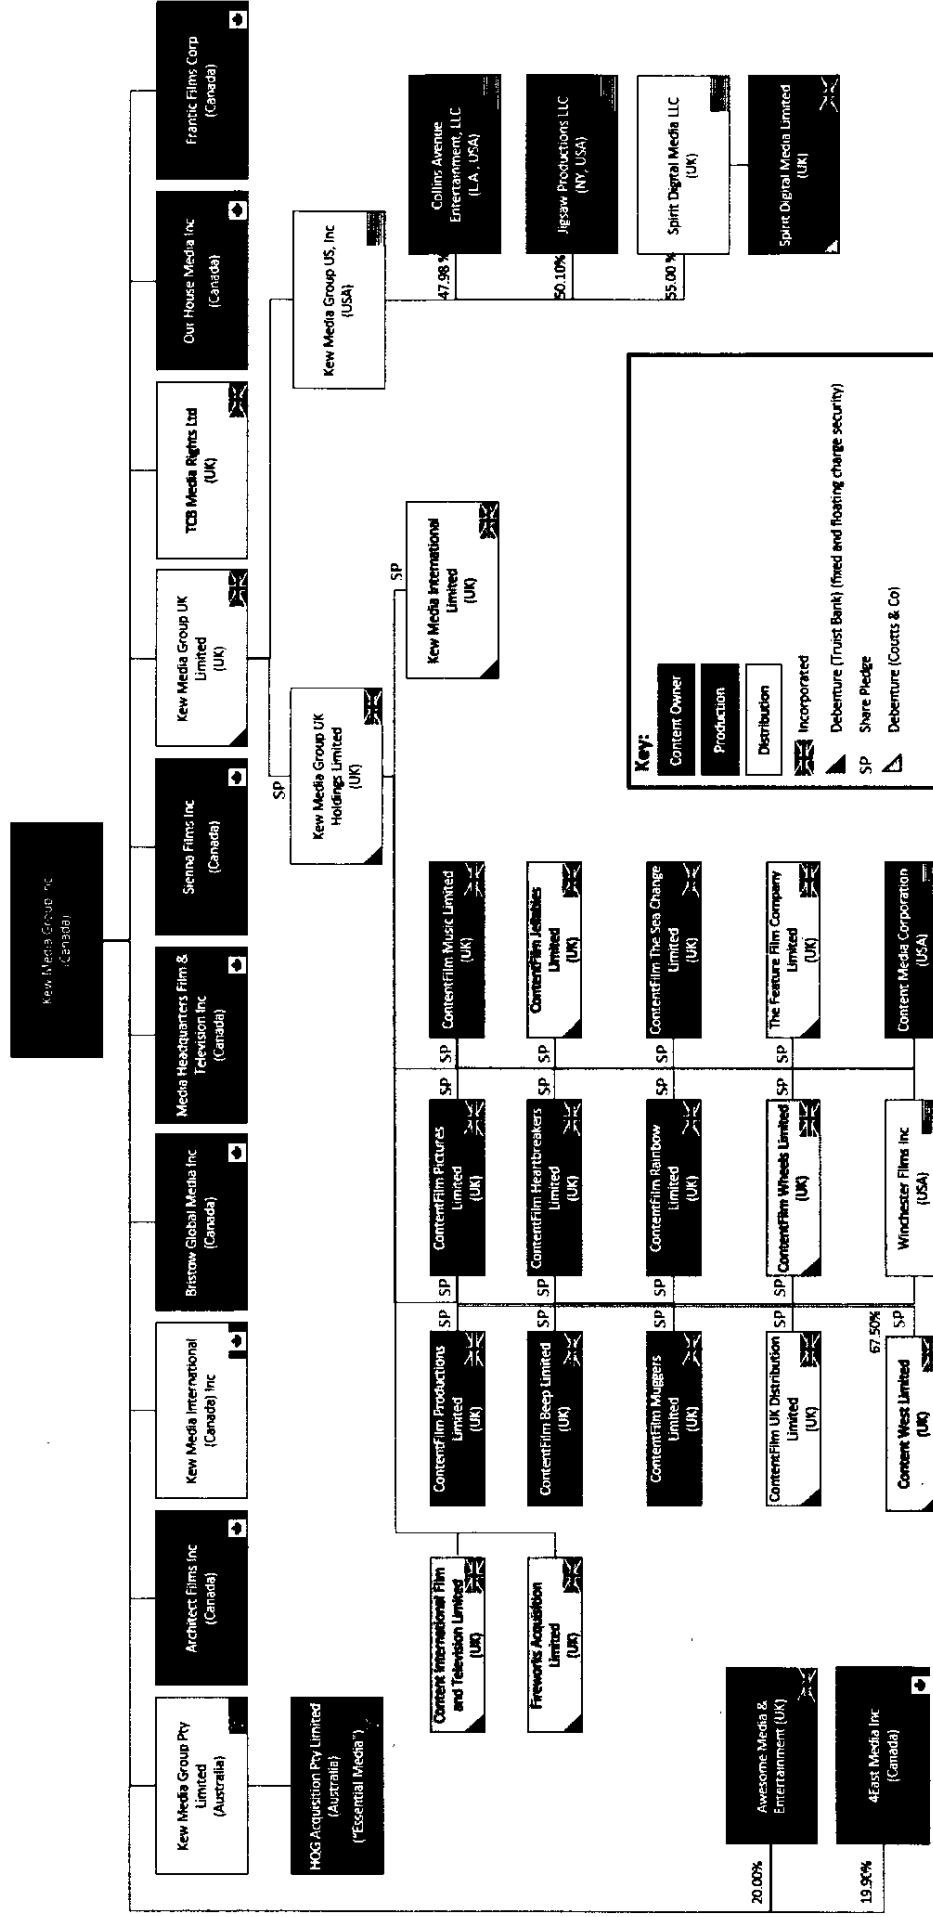 Kew Media Group Inc
(Canada)
Kew Media Group Pty
Limited
(Australia)
Architect Films Inc
(Canada)
Kew Media International
(Canada) Inc
Bristow Global Media Inc
(Canada)
Media Headquarters Film &
Television Inc
(Canada)
Sienna Films Inc
(Canada)
Kew Media Group UK
Limited
(UK)
TCB Media Rights Ltd
(UK)
Our House Media Inc
(Canada)
Frantic Films Corp
(Canada)
HOG Acquisition Pty Limited
(Australia)
("Essential Media")
SP
Kew Media Group UK
Holdings Limited
(UK)
Kew Media Group US, Inc
(USA)
SP
Kew Media International
Limited
(UK)
47.98 %
Collins Avenue
Entertainment, LLC
(L.A., USA)
50.10%
Jigsaw Productions LLC
(NY, USA)
55.00 %
Spirit Digital Media LLC
(UK)
Spirit Digital Media Limited
(UK)
Content International Film
and Television Limited
(UK)
Fireworks Acquisition
Limited
(UK)
ContentFilm Productions
Limited
(UK)
SP
SP
ContentFilm Pictures
Limited
(UK)
SP
SP
ContentFilm Music Limited
(UK)
ContentFilm Beep Limited
(UK)
SP
SP
ContentFilm Heartbreakers
Limited
(UK)
SP
SP
ContentFilm Jellabies
Limited
(UK)
ContentFilm Muggers
Limited
(UK)
SP
SP
ContentFilm Rainbow
Limited
(UK)
SP
SP
ContentFilm The Sea Change
Limited
(UK)
ContentFilm UK Distribution
Limited
(UK)
SP
SP
ContentFilm Wheels Limited
(UK)
SP
SP
The Feature Film Company
Limited
(UK)
Content West Limited
(UK)
67.50%
SP
Winchester Films Inc
(USA)
Content Media Corporation
(USA)
20.00%
Awesome Media &
Entertainment (UK)
19.90%
4East Media Inc
(Canada)
Key:
Content Owner
Production
Distribution
Incorporated
Debenture (Truist Bank) (fixed and floating charge security)
SP Share Pledge
Debenture (Coutts & Co)